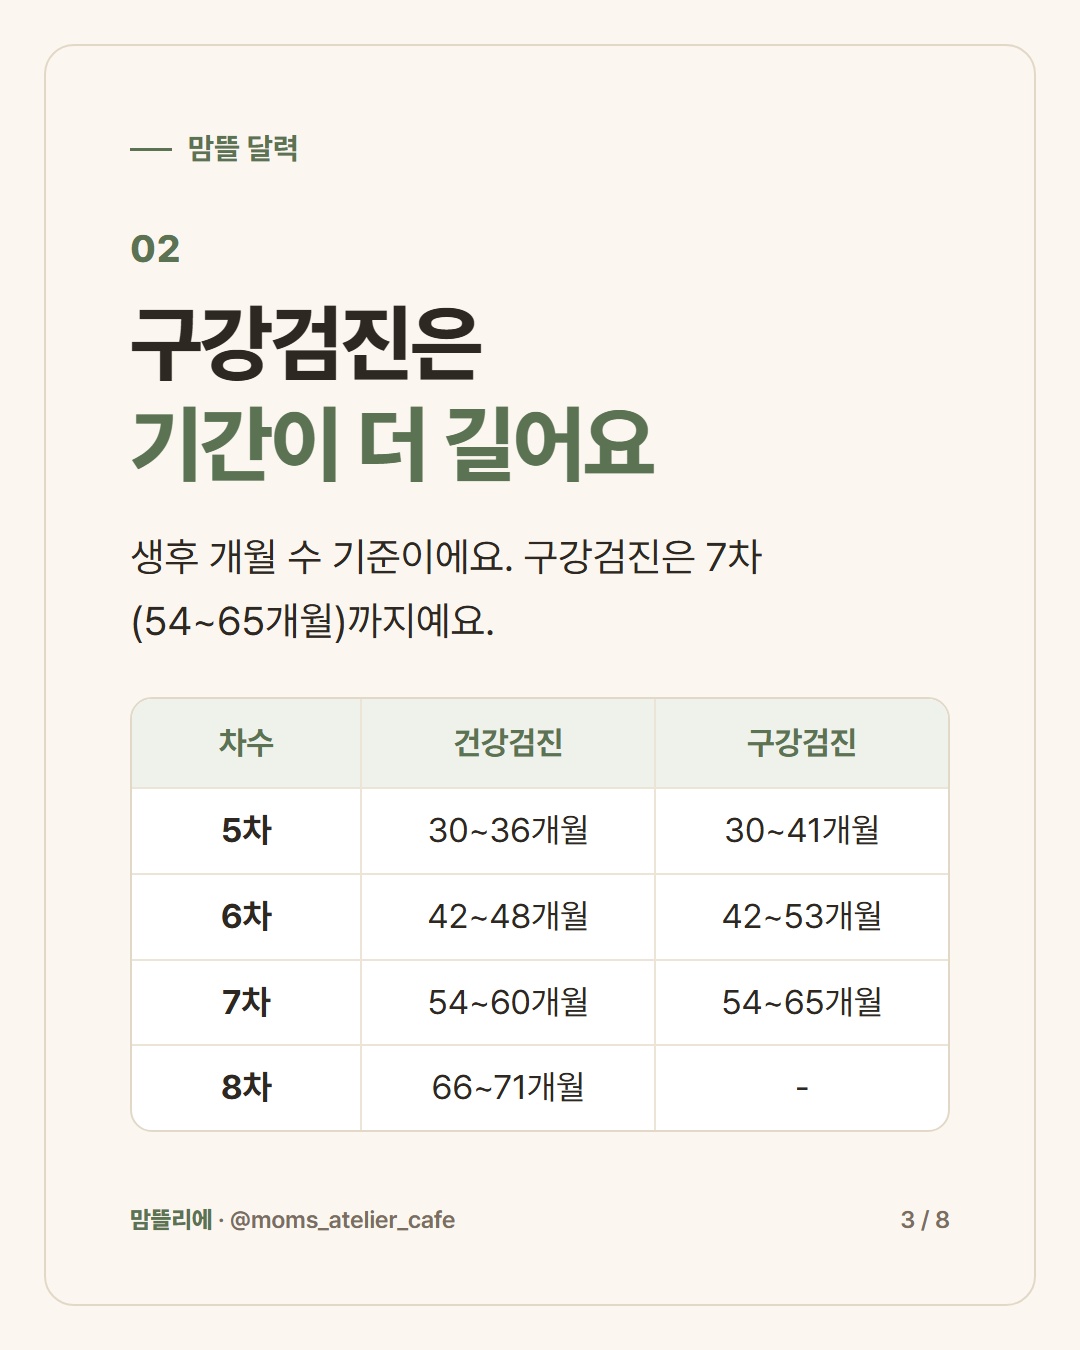 맘뜰 달력
02
구강검진은
기간이 더 길어요
생후 개월 수 기준이에요. 구강검진은 7차
(54~65개월)까지예요.
차수 건강검진 구강검진
5차 30~36개월 30~41개월
6차 42~48개월 42~53개월
7차 54~60개월 54~65개월
8차 66~71개월 -
맘뜰리에 · @moms_atelier_cafe 3 / 8